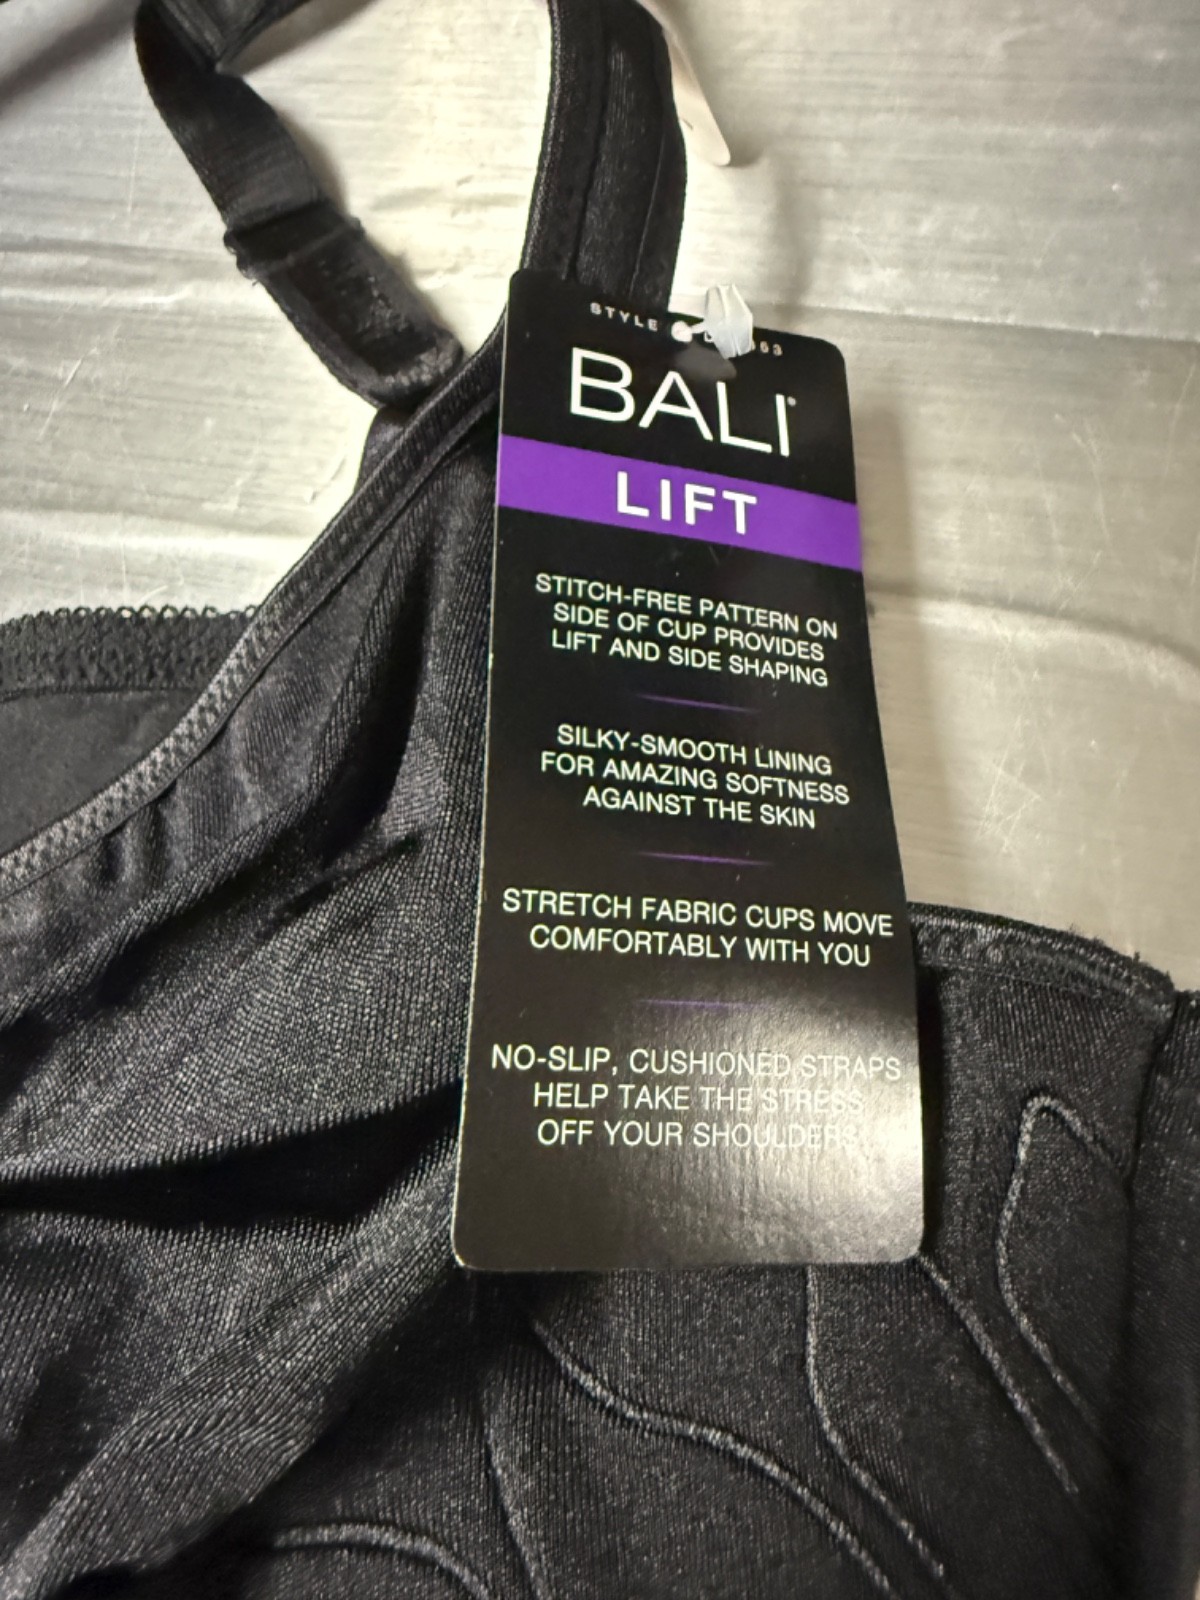 STYLE
BALI®
LIFT
STITCH-FREE PATTERN ON
SIDE OF CUP PROVIDES
LIFT AND SIDE SHAPING
SILKY-SMOOTH LINING
FOR AMAZING SOFTNESS
AGAINST THE SKIN
STRETCH FABRIC CUPS MOVE
COMFORTABLY WITH YOU
NO-SLIP, CUSHIONED STRAPS
HELP TAKE THE STRESS
OFF YOUR SHOULDERS